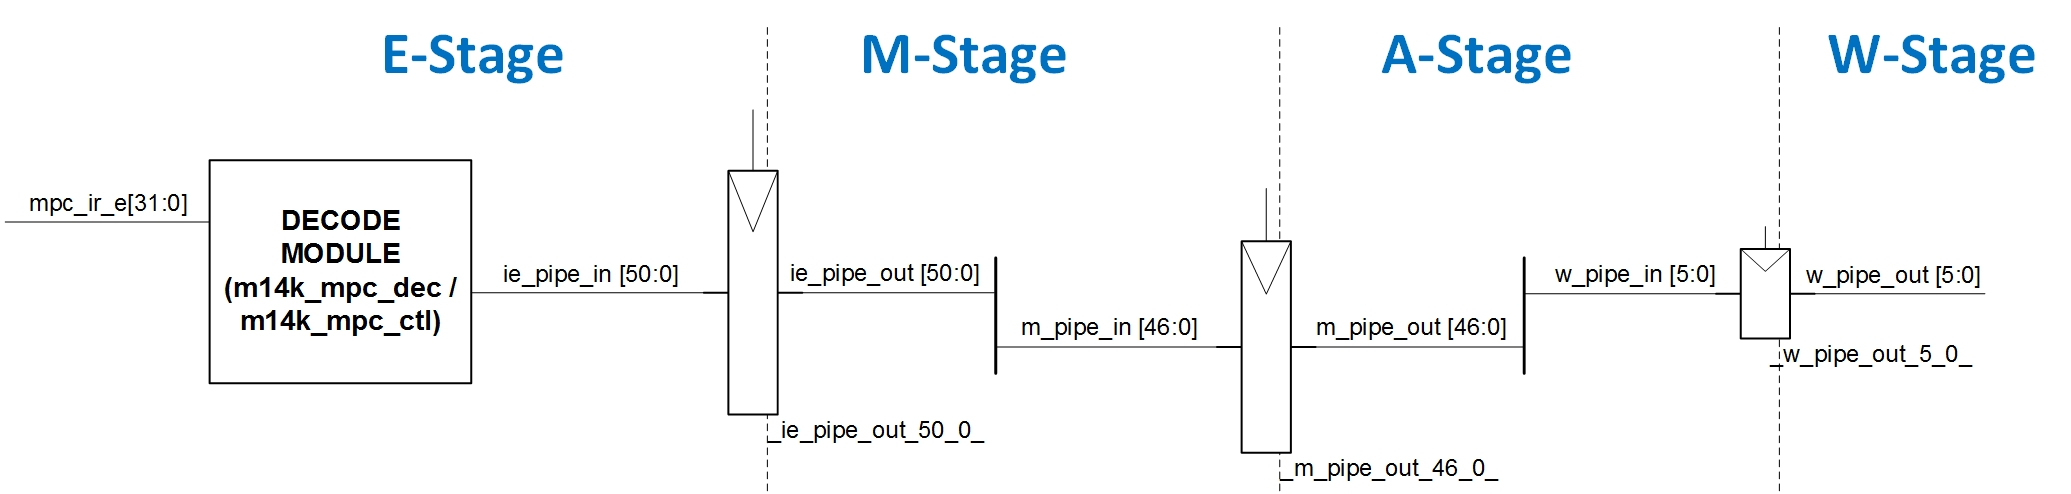 E-Stage
M-Stage
A-Stage
W-Stage
mpc_ir_e[31:0]
DECODE
MODULE
(m14k_mpc_dec /
m14k_mpc_ctl)
ie_pipe_in [50:0]
ie_pipe_out [50:0]
_ie_pipe_out_50_0_
m_pipe_in [46:0]
m_pipe_out [46:0]
_m_pipe_out_46_0_
w_pipe_in [5:0]
w_pipe_out [5:0]
_w_pipe_out_5_0_